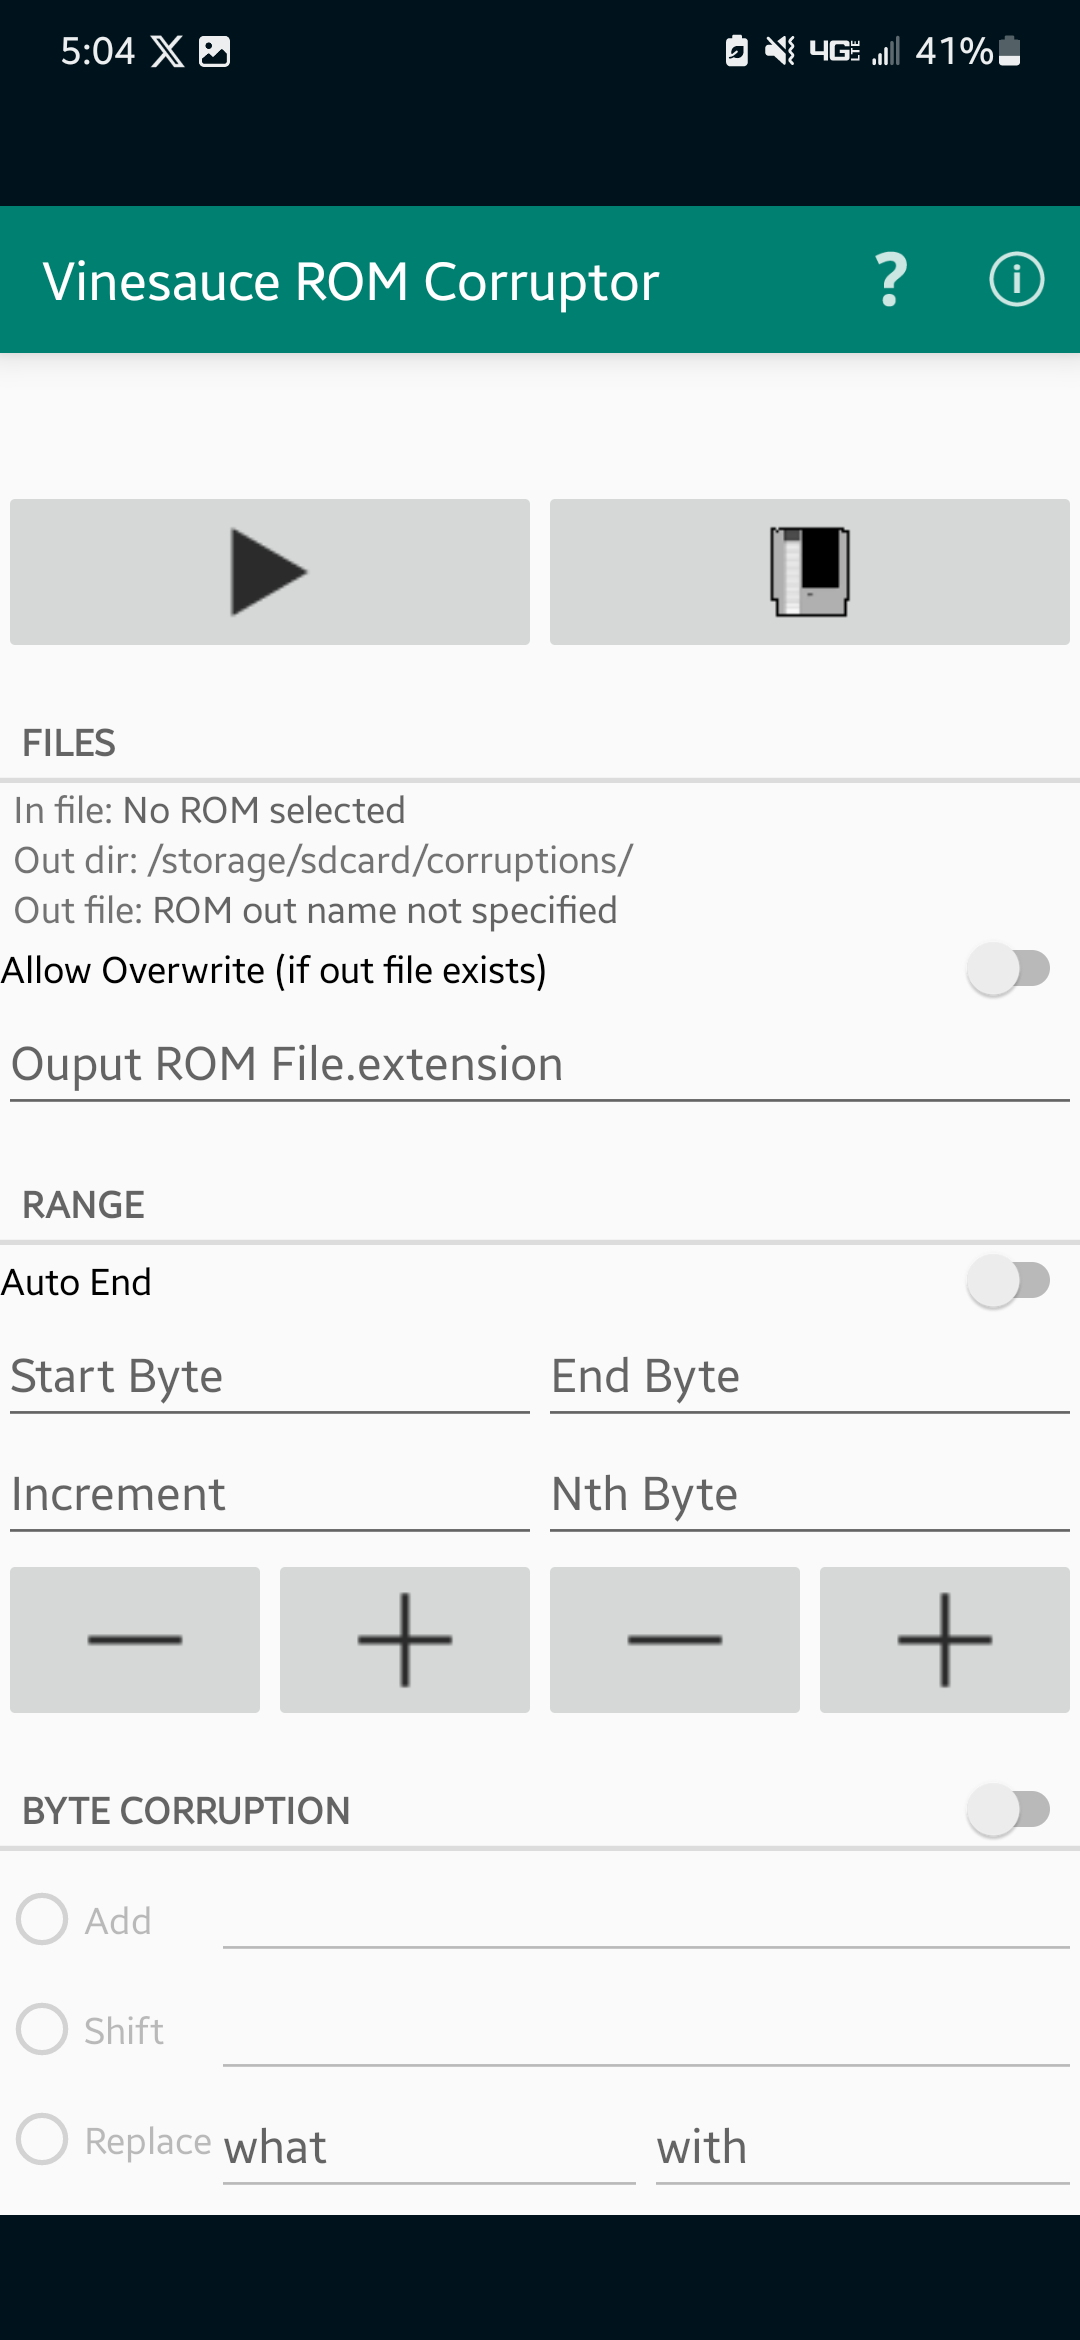 5:04 4G LTE 41%
Vinesauce ROM Corruptor ? i
FILES
In file: No ROM selected
Out dir: /storage/sdcard/corruptions/
Out file: ROM out name not specified
Allow Overwrite (if out file exists)
Ouput ROM File.extension
RANGE
Auto End
Start Byte End Byte
Increment Nth Byte
BYTE CORRUPTION
Add
Shift
Replace what with